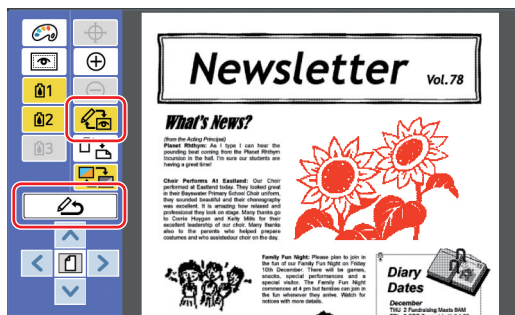 1
2
3
Newsletter Vol.78
What's News?
(from the Acting Principal)
Planet Rhthym: As I type I can hear the
pounding beat coming from the Planet Rhthym
incursion in the hall. I'm sure our students are
having a great time!
Choir Performs At Eastland: Our Choir
performed at Eastland today. They looked great
in their Bayswater Primary School Choir uniform,
they sounded beautiful and their choreography
was excellent. It is amazing how relaxed and
professional they look on stage. Many thanks go
to Carrie Huygen and Kelly Mills for their
excellent leadership of our choir. Many thanks
also to the parents who helped prepare
costumes and who assistedour choir on the day.
Family Fun Night: Please plan to join in
the fun of our Family Fun Night on Friday
10th December. There will be games,
snacks, special performances and a
special visitor. The Family Fun Night
commences at 4 pm but families can join in
the fun whenever they arrive. Watch for
notices with more details.
Diary
Dates
December
THU 2 Fundraising Meets 9AM